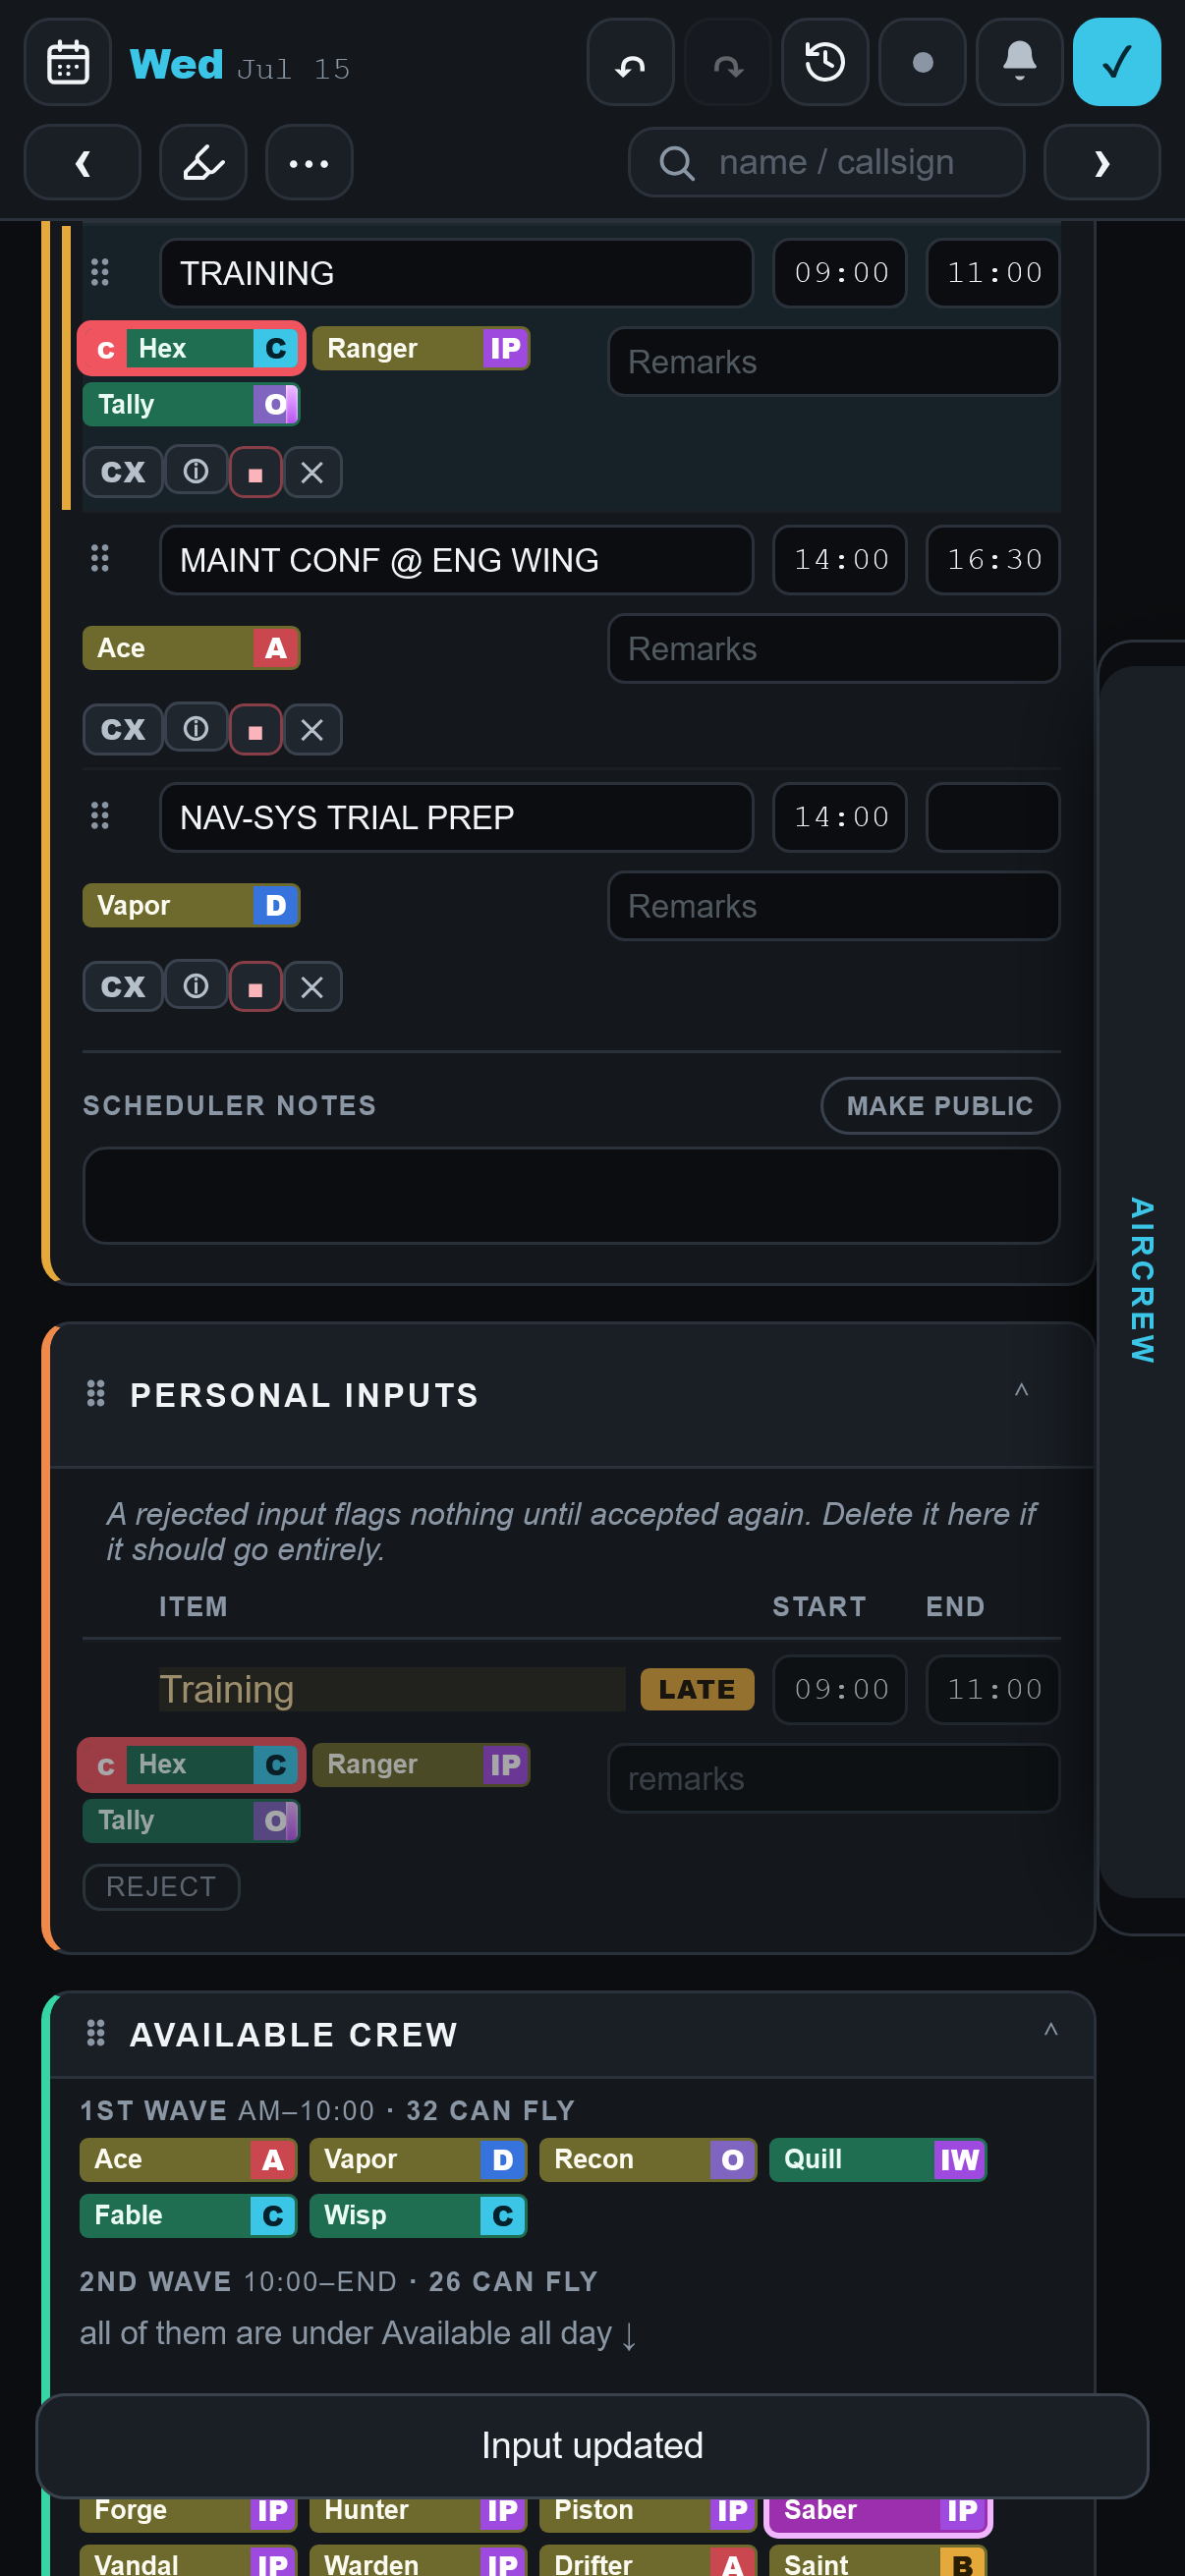 Wed Jul 15
name / callsign
TRAINING 09:00 11:00
c Hex C Ranger IP Remarks
Tally O
CX
MAINT CONF @ ENG WING 14:00 16:30
Ace A Remarks
CX
NAV-SYS TRIAL PREP 14:00
Vapor D Remarks
CX
SCHEDULER NOTES MAKE PUBLIC
AIRCREW
PERSONAL INPUTS
A rejected input flags nothing until accepted again. Delete it here if
it should go entirely.
ITEM START END
Training LATE 09:00 11:00
c Hex C Ranger IP remarks
Tally O
REJECT
AVAILABLE CREW
1ST WAVE AM–10:00 · 32 CAN FLY
Ace A Vapor D Recon O Quill IW
Fable C Wisp C
2ND WAVE 10:00–END · 26 CAN FLY
all of them are under Available all day ↓
Input updated
Forge IP Hunter IP Piston IP Saber IP
Vandal IP Warden IP Drifter A Saint B